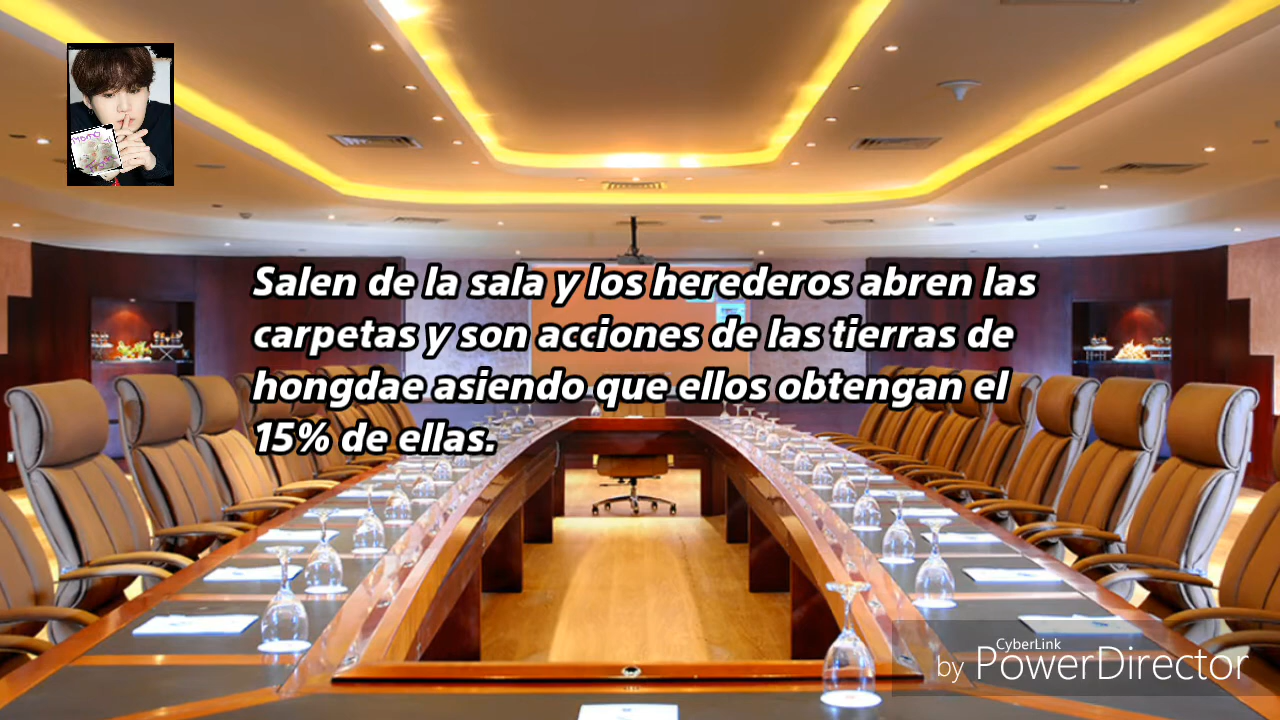 Salen de la sala y los herederos abren las
carpetas y son acciones de las tierras de
hongdae asiendo que ellos obtengan el
15% de ellas.
CyberLink
by PowerDirector